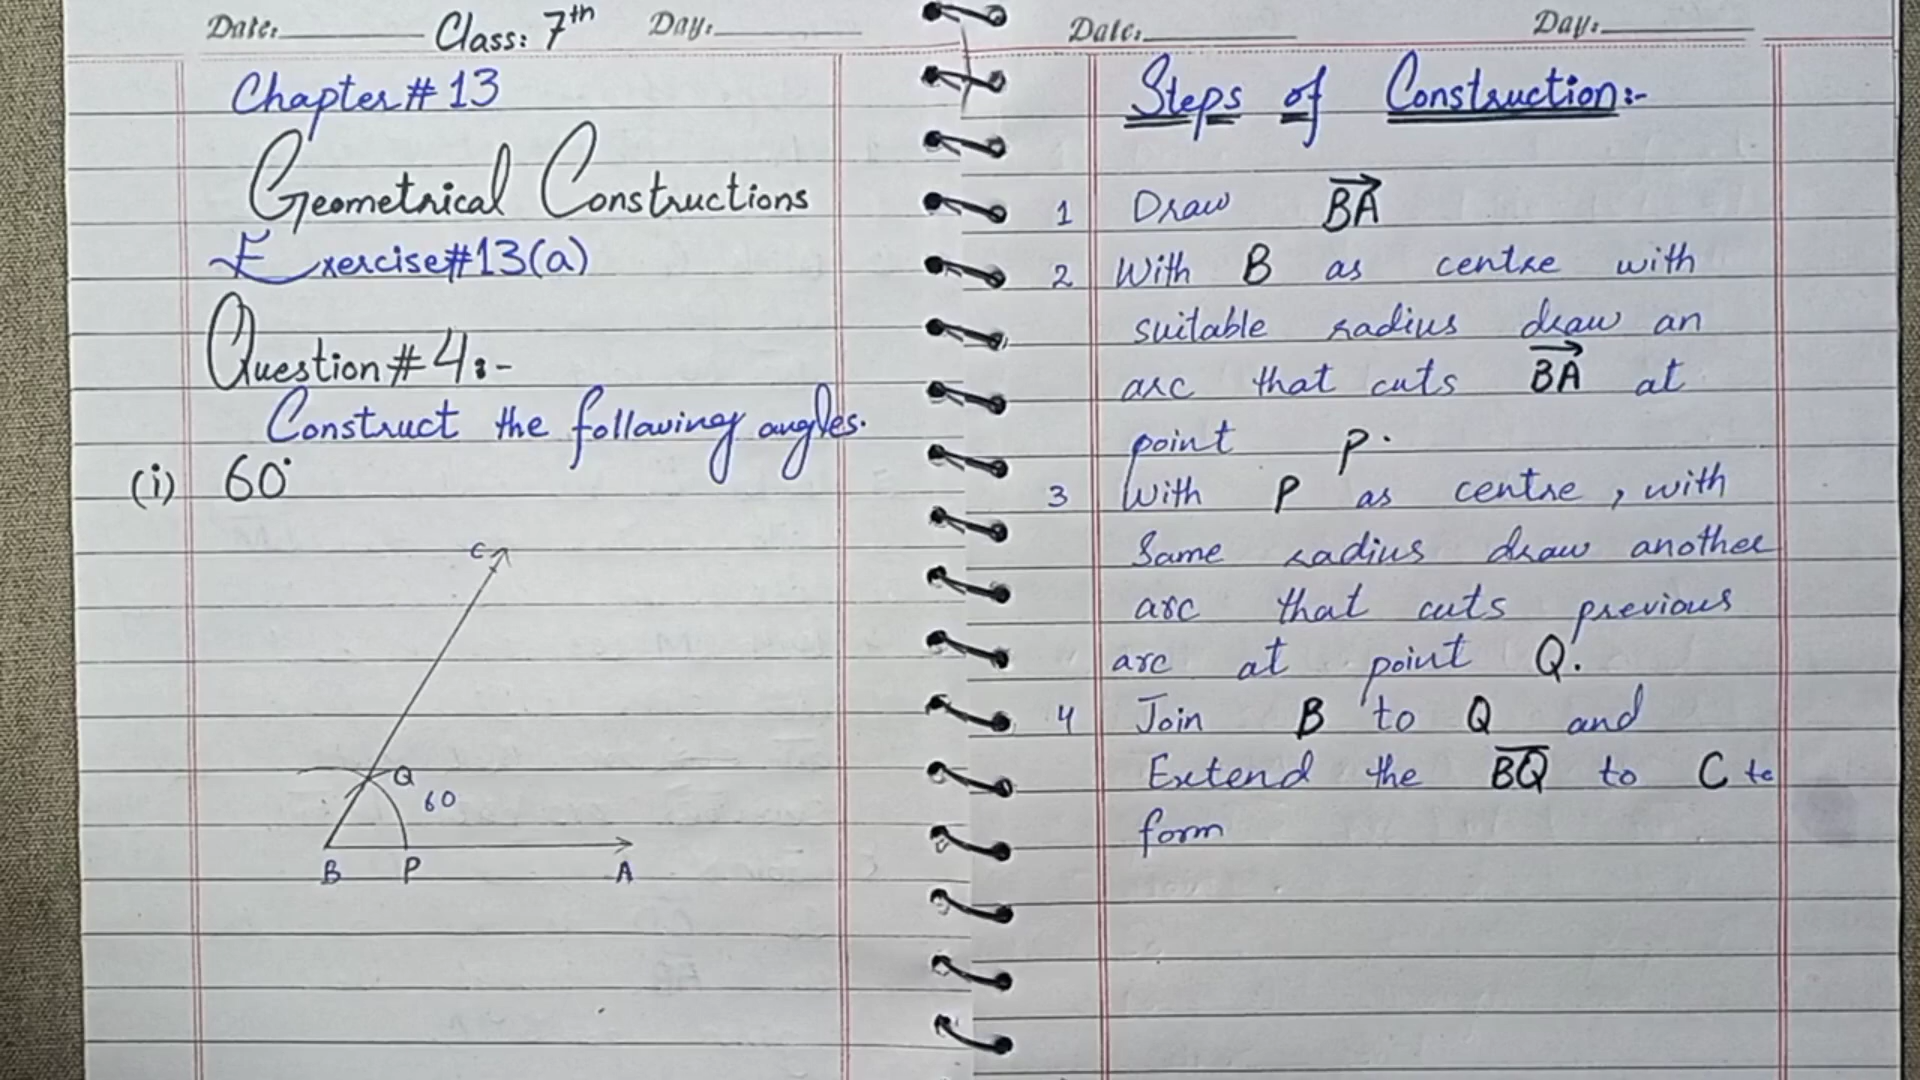 Date: Class: 7th Day:
Chapter# 13
Geometrical Constructions
Exercise#13(a)
Question#4:-
Construct the following angles.
(i) 60°
C
Q
60
B P A
Date: Day:
Steps of Construction:-
1 Draw BA
2 With B as centre with
suitable radius draw an
arc that cuts BA at
point P.
3 With P as centre, with
Same radius draw another
arc that cuts previous
arc at point Q.
4 Join B to Q and
Extend the BQ to C to
form